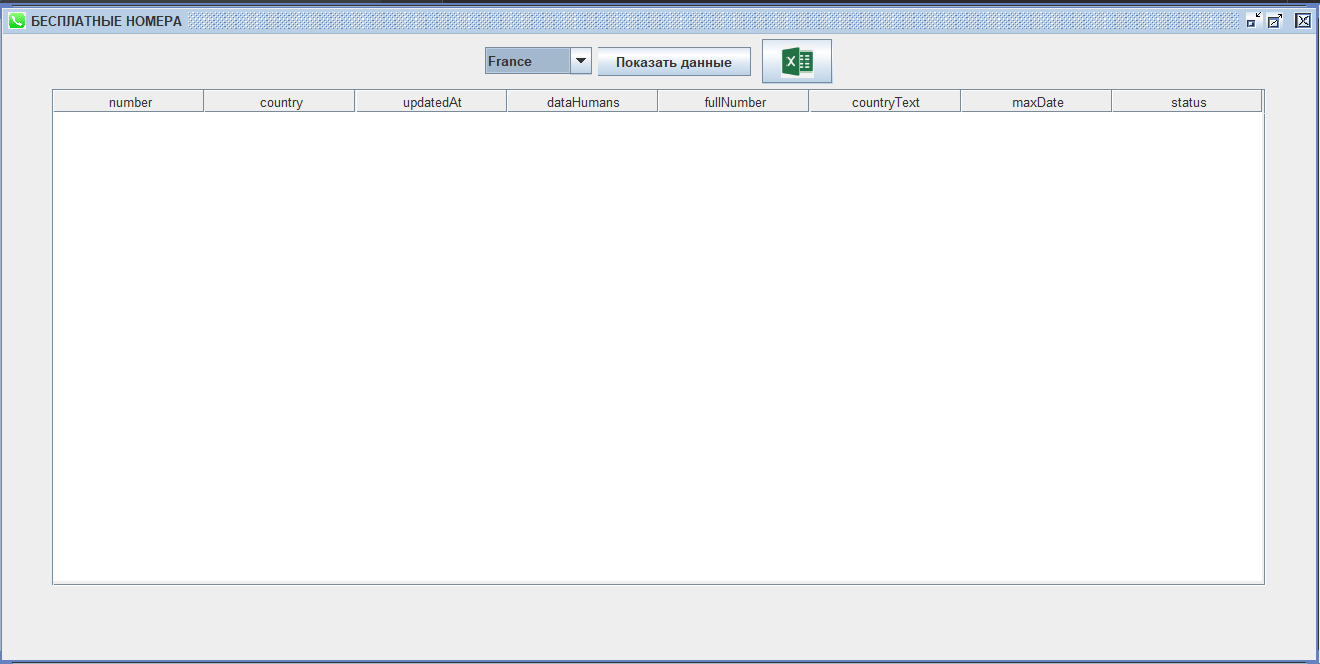 БЕСПЛАТНЫЕ НОМЕРА
France Показать данные X
number country updatedAt dataHumans fullNumber countryText maxDate status